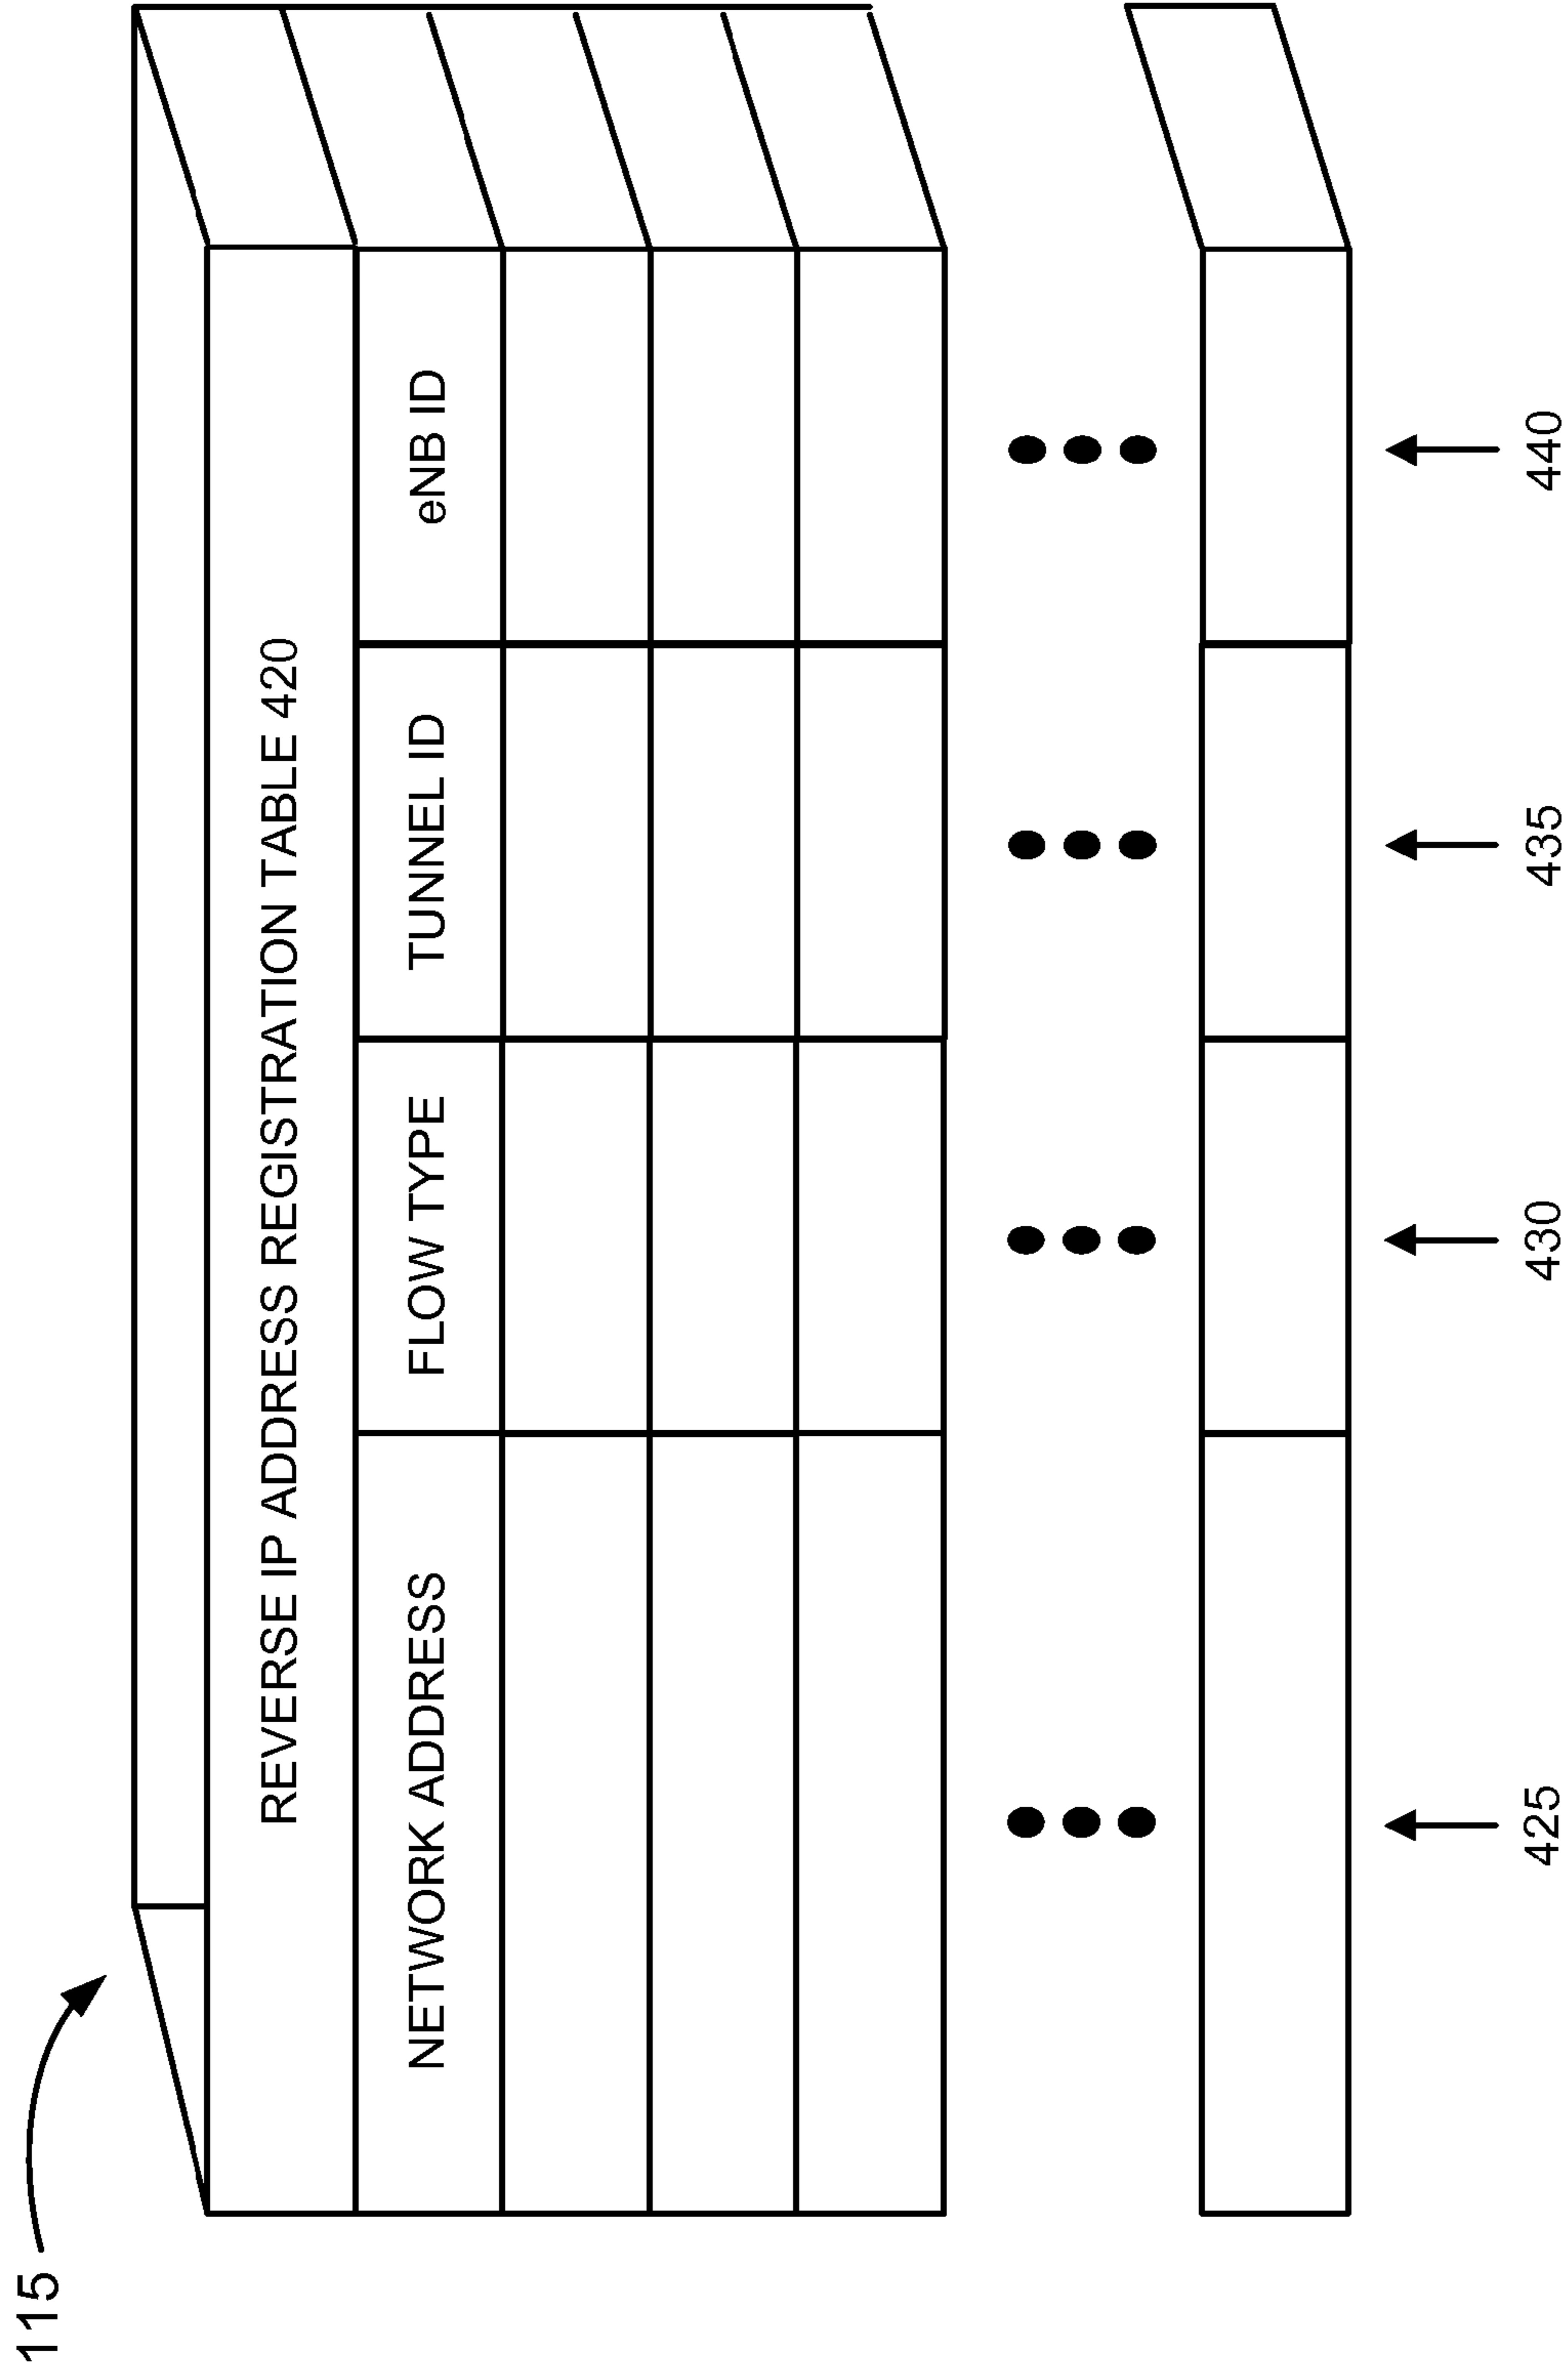 115
REVERSE IP ADDRESS REGISTRATION TABLE 420
NETWORK ADDRESS
FLOW TYPE
TUNNEL ID
eNB ID
425
430
435
440